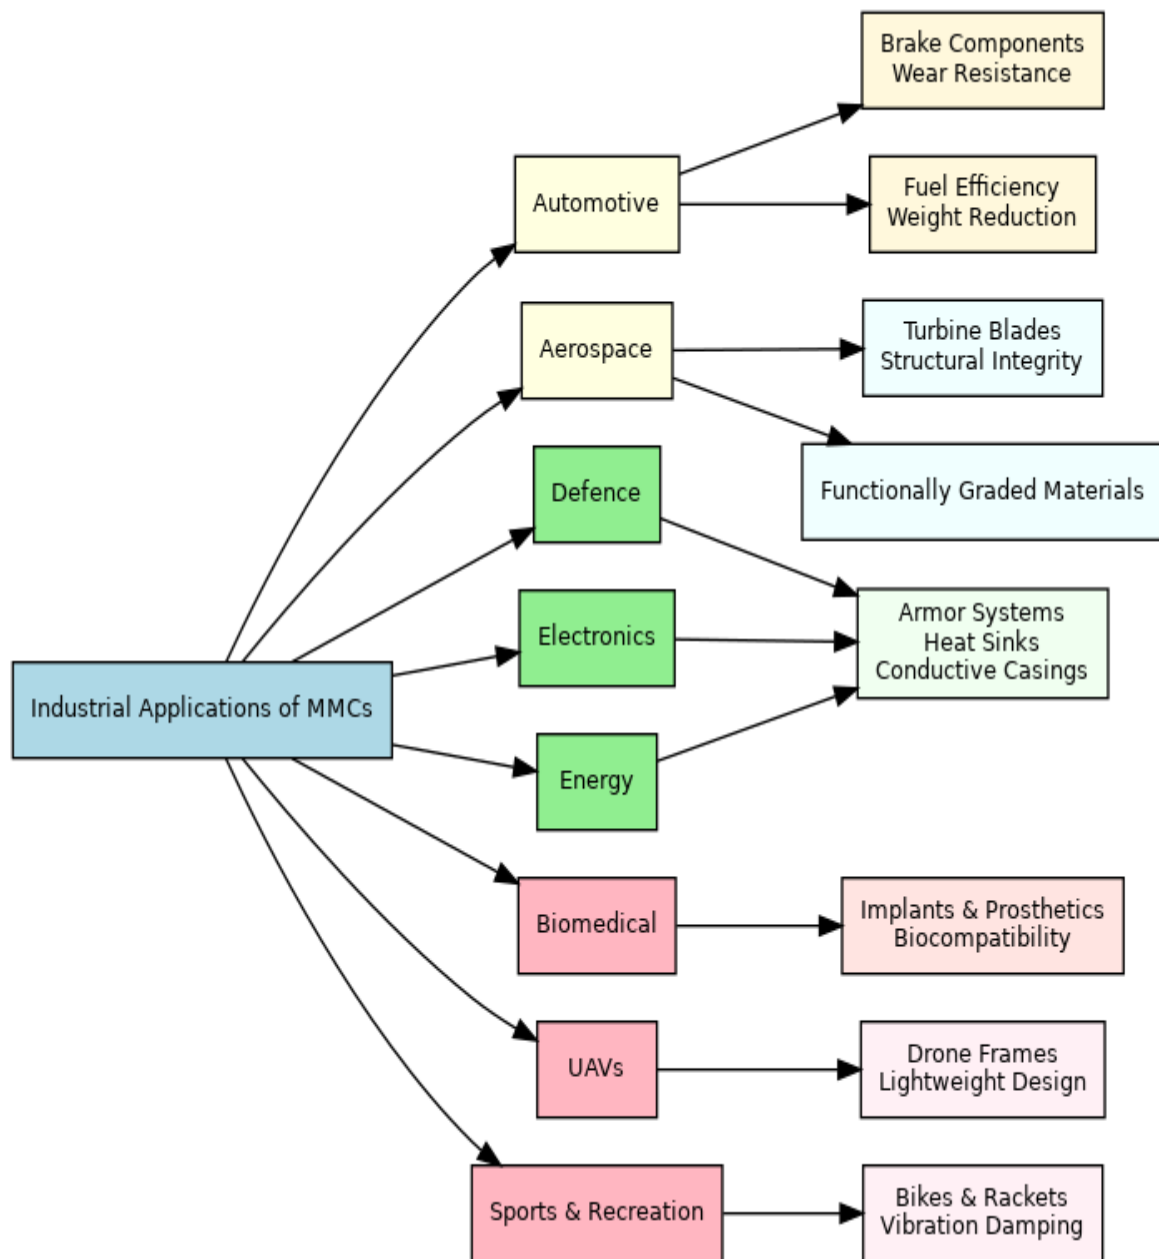 Brake Components
Wear Resistance
Automotive
Fuel Efficiency
Weight Reduction
Aerospace
Turbine Blades
Structural Integrity
Defence
Functionally Graded Materials
Electronics
Armor Systems
Heat Sinks
Conductive Casings
Industrial Applications of MMCs
Energy
Biomedical
Implants & Prosthetics
Biocompatibility
UAVs
Drone Frames
Lightweight Design
Sports & Recreation
Bikes & Rackets
Vibration Damping